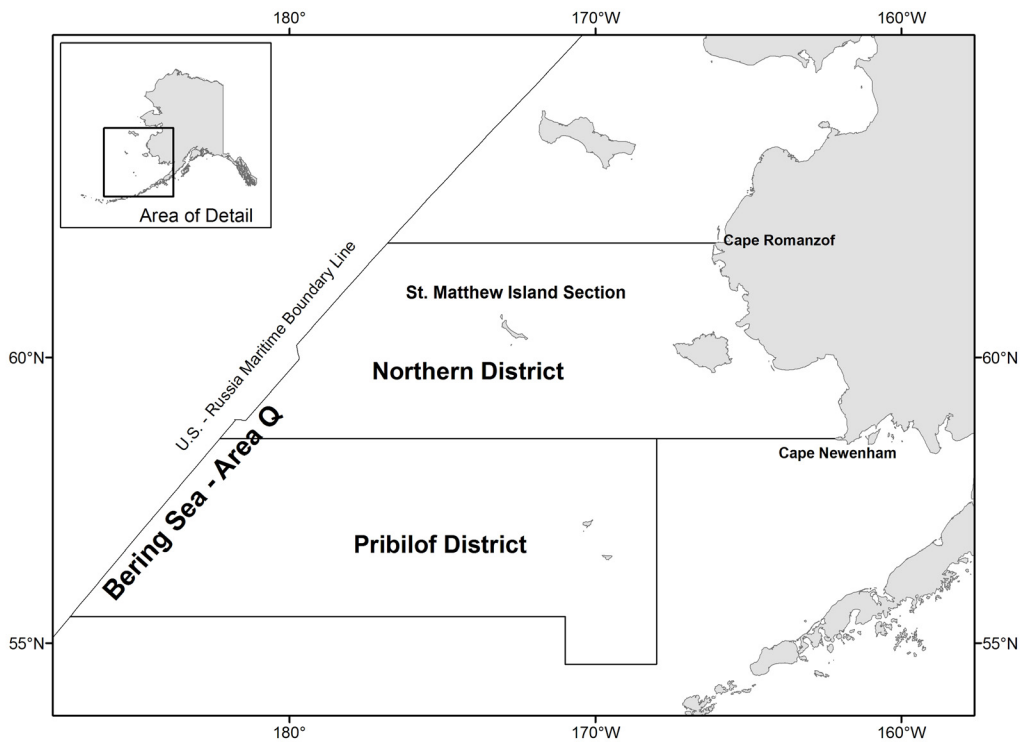 180°
170°W
160°W
Area of Detail
Cape Romanzof
U.S. - Russia Maritime Boundary Line
St. Matthew Island Section
60°N
60°N
Northern District
Bering Sea - Area Q
Cape Newenham
Pribilof District
55°N
55°N
180°
170°W
160°W